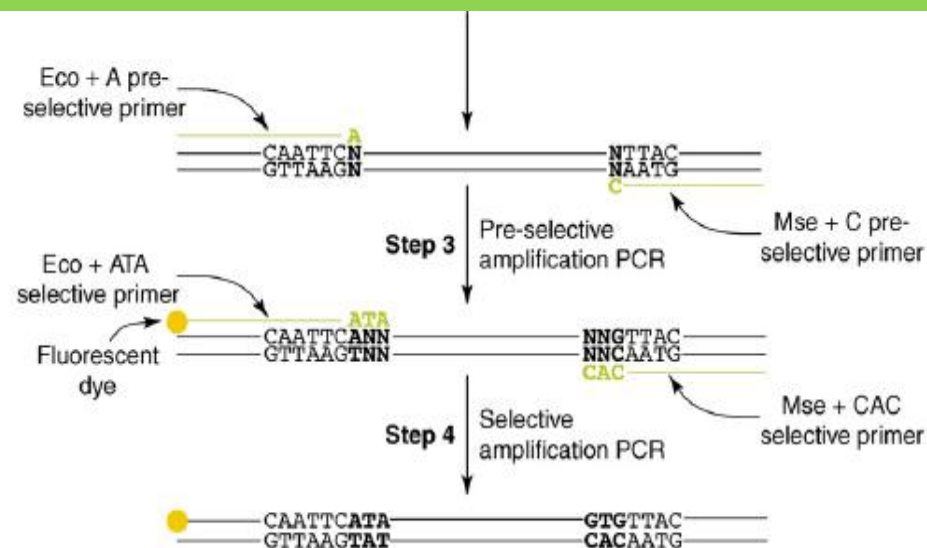 Eco + A pre-
selective primer
A
CAATTCN
GTTAAGN
NTTAC
NAATG
C
Mse + C pre-
selective primer
Step 3
Pre-selective
amplification PCR
Eco + ATA
selective primer
ATA
CAATTCANN
GTTAAGTNN
NNGTTAC
NNCAATG
CAC
Fluorescent
dye
Mse + CAC
selective primer
Step 4
Selective
amplification PCR
CAATTCATA
GTTAAGTAT
GTGTTAC
CACAATG